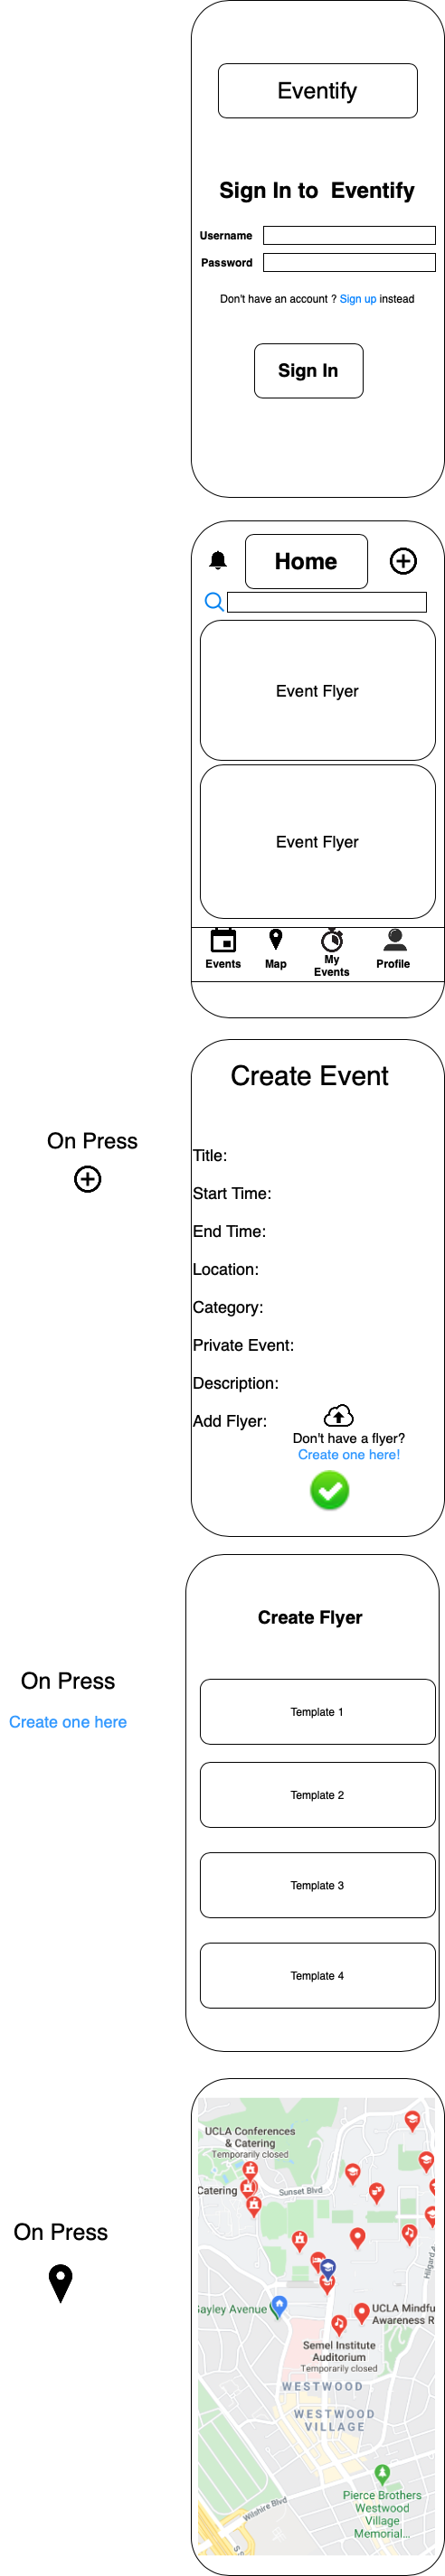 Eventify
Sign In to Eventify
Username
Password
Don't have an account ? Sign up instead
Sign In
Home
Event Flyer
Event Flyer
Events
Map
My
Events
Profile
On Press
Create Event
Title:
Start Time:
End Time:
Location:
Category:
Private Event:
Description:
Add Flyer:
Don't have a flyer?
Create one here!
On Press
Create one here
Create Flyer
Template 1
Template 2
Template 3
Template 4
On Press
UCLA Conferences
& Catering
Temporarily closed
Catering
Sunset Blvd
Hilgard
Gayley Avenue
UCLA Mindfu
Awareness R
Semel Institute
Auditorium
Temporarily closed
WESTWOOD
WESTWOOD
VILLAGE
Wilshire Blvd
Pierce Brothers
Westwood
Village
Memorial...